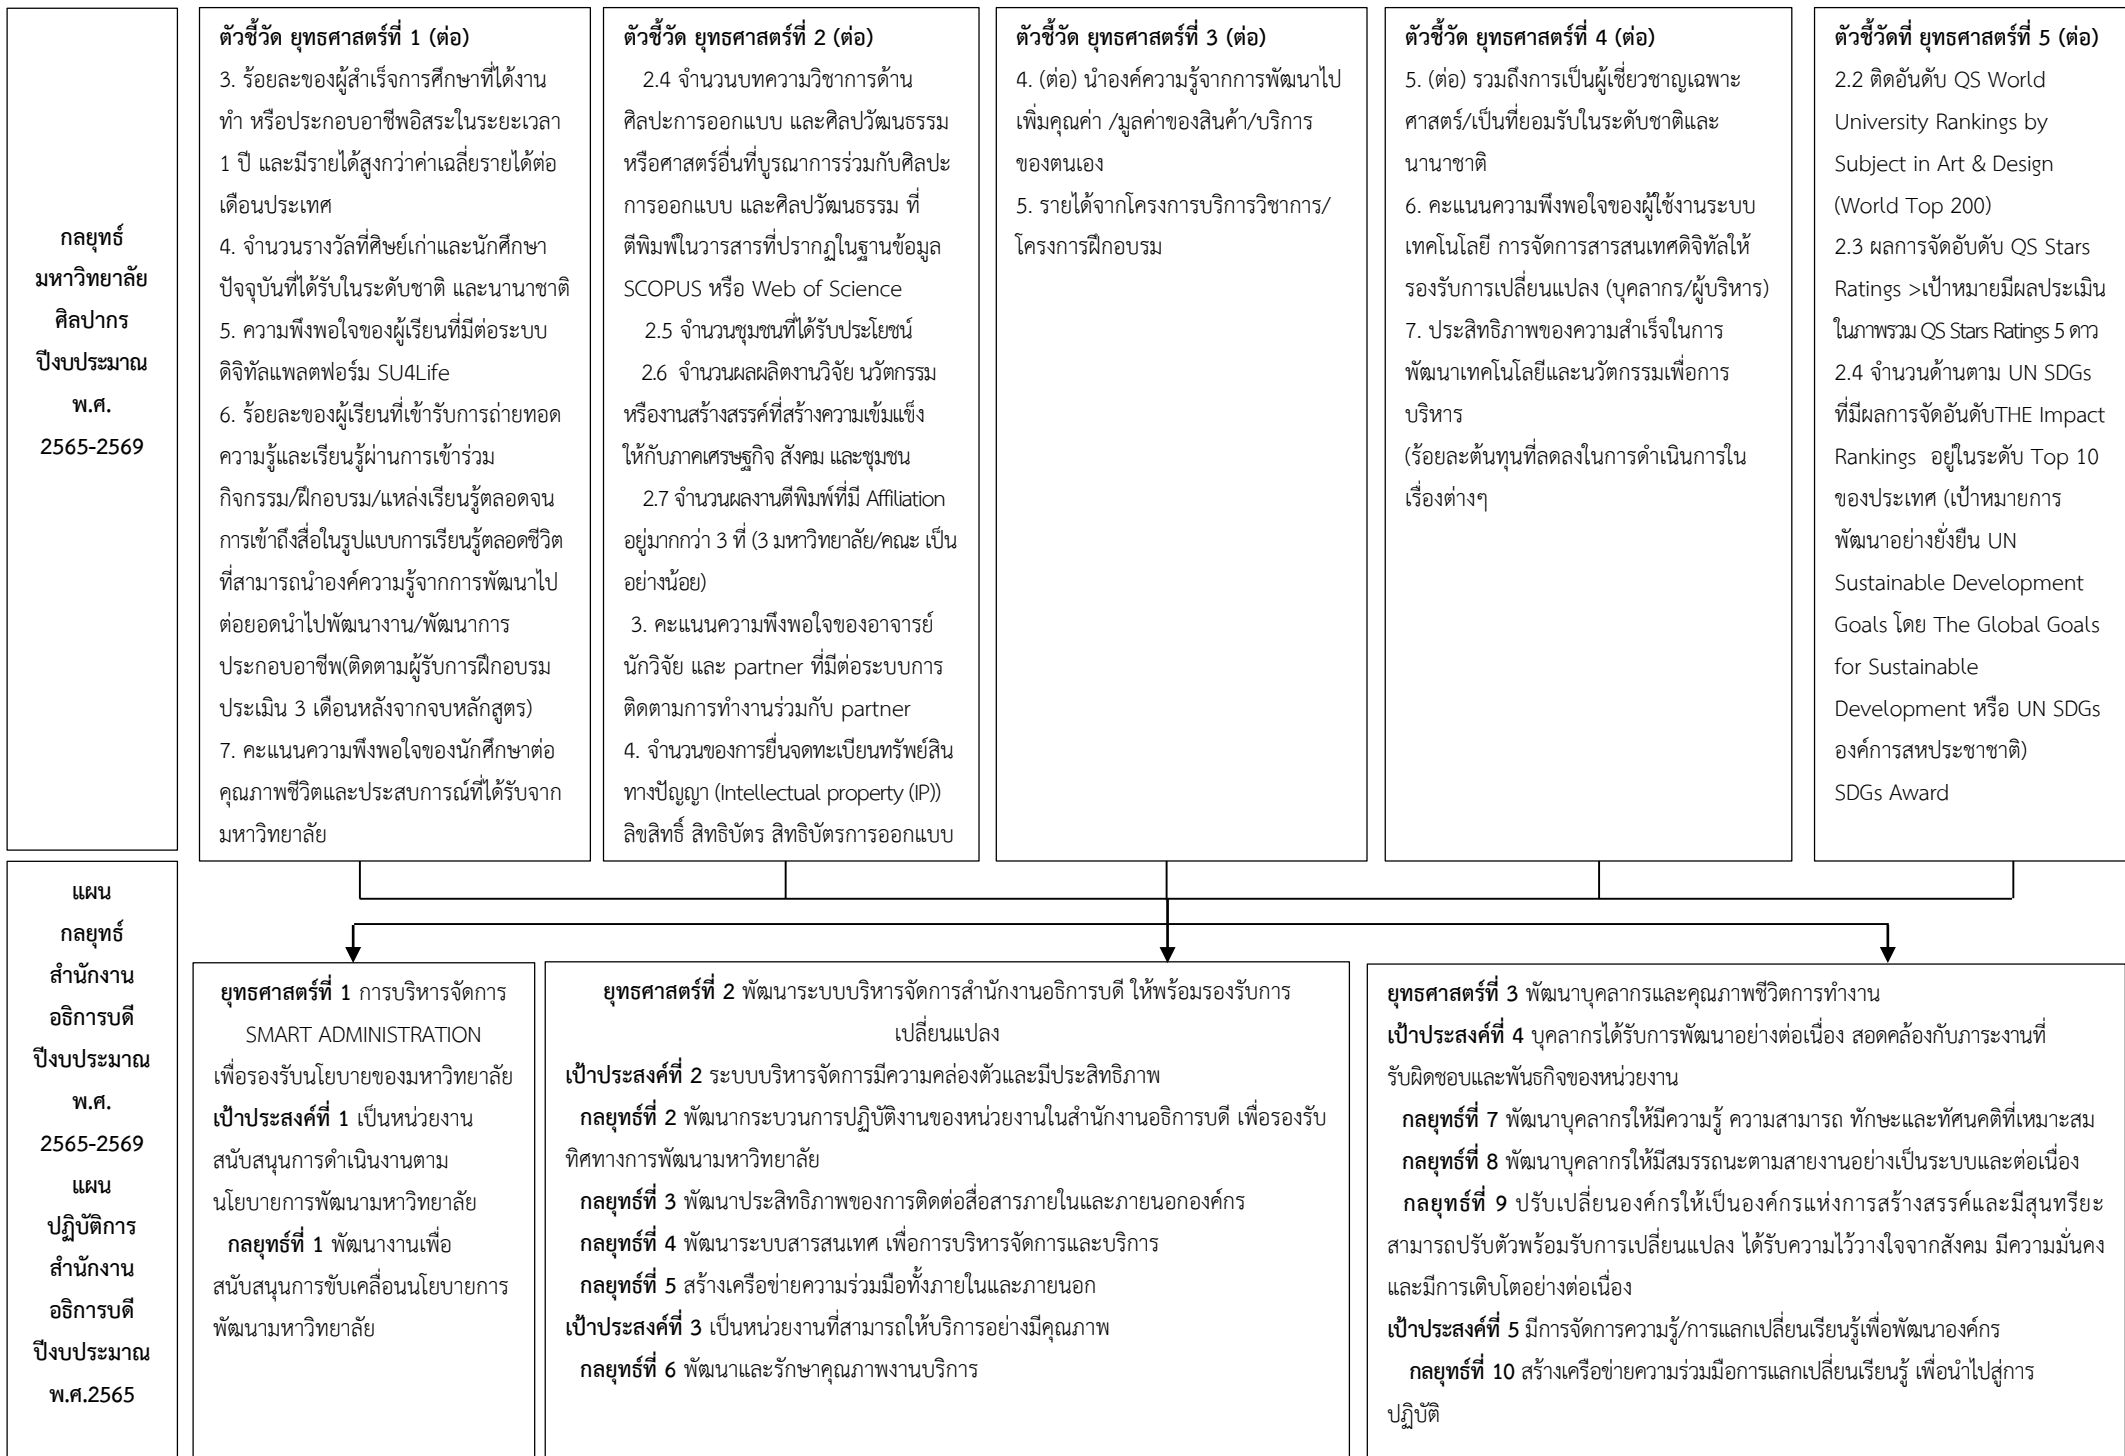 กลยุทธ์
มหาวิทยาลัย
ศิลปากร
ปีงบประมาณ
พ.ศ.
2565-2569
ตัวชี้วัด ยุทธศาสตร์ที่ 1 (ต่อ)
3. ร้อยละของผู้สำเร็จการศึกษาที่ได้งาน
ทำ หรือประกอบอาชีพอิสระในระยะเวลา
1 ปี และมีรายได้สูงกว่าค่าเฉลี่ยรายได้ต่อ
เดือนประเทศ
4. จำนวนรางวัลที่ศิษย์เก่าและนักศึกษา
ปัจจุบันที่ได้รับในระดับชาติ และนานาชาติ
5. ความพึงพอใจของผู้เรียนที่มีต่อระบบ
ดิจิทัลแพลตฟอร์ม SU4Life
6. ร้อยละของผู้เรียนที่เข้ารับการถ่ายทอด
ความรู้และเรียนรู้ผ่านการเข้าร่วม
กิจกรรม/ฝึกอบรม/แหล่งเรียนรู้ตลอดจน
การเข้าถึงสื่อในรูปแบบการเรียนรู้ตลอดชีวิต
ที่สามารถนำองค์ความรู้จากการพัฒนาไป
ต่อยอดนำไปพัฒนางาน/พัฒนาการ
ประกอบอาชีพ(ติดตามผู้รับการฝึกอบรม
ประเมิน 3 เดือนหลังจากจบหลักสูตร)
7. คะแนนความพึงพอใจของนักศึกษาต่อ
คุณภาพชีวิตและประสบการณ์ที่ได้รับจาก
มหาวิทยาลัย
ตัวชี้วัด ยุทธศาสตร์ที่ 2 (ต่อ)
2.4 จำนวนบทความวิชาการด้าน
ศิลปะการออกแบบ และศิลปวัฒนธรรม
หรือศาสตร์อื่นที่บูรณาการร่วมกับศิลปะ
การออกแบบ และศิลปวัฒนธรรม ที่
ตีพิมพ์ในวารสารที่ปรากฏในฐานข้อมูล
SCOPUS หรือ Web of Science
2.5 จำนวนชุมชนที่ได้รับประโยชน์
2.6 จำนวนผลผลิตงานวิจัย นวัตกรรม
หรืองานสร้างสรรค์ที่สร้างความเข้มแข็ง
ให้กับภาคเศรษฐกิจ สังคม และชุมชน
2.7 จำนวนผลงานตีพิมพ์ที่มี Affiliation
อยู่มากกว่า 3 ที่ (3 มหาวิทยาลัย/คณะ เป็น
อย่างน้อย)
3. คะแนนความพึงพอใจของอาจารย์
นักวิจัย และ partner ที่มีต่อระบบการ
ติดตามการทำงานร่วมกับ partner
4. จำนวนของการยื่นจดทะเบียนทรัพย์สิน
ทางปัญญา (Intellectual property (IP))
ลิขสิทธิ์ สิทธิบัตร สิทธิบัตรการออกแบบ
ตัวชี้วัด ยุทธศาสตร์ที่ 3 (ต่อ)
4. (ต่อ) นำองค์ความรู้จากการพัฒนาไป
เพิ่มคุณค่า /มูลค่าของสินค้า/บริการ
ของตนเอง
5. รายได้จากโครงการบริการวิชาการ/
โครงการฝึกอบรม
ตัวชี้วัด ยุทธศาสตร์ที่ 4 (ต่อ)
5. (ต่อ) รวมถึงการเป็นผู้เชี่ยวชาญเฉพาะ
ศาสตร์/เป็นที่ยอมรับในระดับชาติและ
นานาชาติ
6. คะแนนความพึงพอใจของผู้ใช้งานระบบ
เทคโนโลยี การจัดการสารสนเทศดิจิทัลให้
รองรับการเปลี่ยนแปลง (บุคลากร/ผู้บริหาร)
7. ประสิทธิภาพของความสำเร็จในการ
พัฒนาเทคโนโลยีและนวัตกรรมเพื่อการ
บริหาร
(ร้อยละต้นทุนที่ลดลงในการดำเนินการใน
เรื่องต่างๆ
ตัวชี้วัดที่ ยุทธศาสตร์ที่ 5 (ต่อ)
2.2 ติดอันดับ QS World
University Rankings by
Subject in Art & Design
(World Top 200)
2.3 ผลการจัดอับดับ QS Stars
Ratings >เป้าหมายมีผลประเมิน
ในภาพรวม QS Stars Ratings 5 ดาว
2.4 จำนวนด้านตาม UN SDGs
ที่มีผลการจัดอันดับTHE Impact
Rankings อยู่ในระดับ Top 10
ของประเทศ (เป้าหมายการ
พัฒนาอย่างยั่งยืน UN
Sustainable Development
Goals โดย The Global Goals
for Sustainable
Development หรือ UN SDGs
องค์การสหประชาชาติ)
SDGs Award
แผน
กลยุทธ์
สำนักงาน
อธิการบดี
ปีงบประมาณ
พ.ศ.
2565-2569
แผน
ปฏิบัติการ
สำนักงาน
อธิการบดี
ปีงบประมาณ
พ.ศ.2565
ยุทธศาสตร์ที่ 1 การบริหารจัดการ
SMART ADMINISTRATION
เพื่อรองรับนโยบายของมหาวิทยาลัย
เป้าประสงค์ที่ 1 เป็นหน่วยงาน
สนับสนุนการดำเนินงานตาม
นโยบายการพัฒนามหาวิทยาลัย
กลยุทธ์ที่ 1 พัฒนางานเพื่อ
สนับสนุนการขับเคลื่อนนโยบายการ
พัฒนามหาวิทยาลัย
ยุทธศาสตร์ที่ 2 พัฒนาระบบบริหารจัดการสำนักงานอธิการบดี ให้พร้อมรองรับการ
เปลี่ยนแปลง
เป้าประสงค์ที่ 2 ระบบบริหารจัดการมีความคล่องตัวและมีประสิทธิภาพ
กลยุทธ์ที่ 2 พัฒนากระบวนการปฏิบัติงานของหน่วยงานในสำนักงานอธิการบดี เพื่อรองรับ
ทิศทางการพัฒนามหาวิทยาลัย
กลยุทธ์ที่ 3 พัฒนาประสิทธิภาพของการติดต่อสื่อสารภายในและภายนอกองค์กร
กลยุทธ์ที่ 4 พัฒนาระบบสารสนเทศ เพื่อการบริหารจัดการและบริการ
กลยุทธ์ที่ 5 สร้างเครือข่ายความร่วมมือทั้งภายในและภายนอก
เป้าประสงค์ที่ 3 เป็นหน่วยงานที่สามารถให้บริการอย่างมีคุณภาพ
กลยุทธ์ที่ 6 พัฒนาและรักษาคุณภาพงานบริการ
ยุทธศาสตร์ที่ 3 พัฒนาบุคลากรและคุณภาพชีวิตการทำงาน
เป้าประสงค์ที่ 4 บุคลากรได้รับการพัฒนาอย่างต่อเนื่อง สอดคล้องกับภาระงานที่
รับผิดชอบและพันธกิจของหน่วยงาน
กลยุทธ์ที่ 7 พัฒนาบุคลากรให้มีความรู้ ความสามารถ ทักษะและทัศนคติที่เหมาะสม
กลยุทธ์ที่ 8 พัฒนาบุคลากรให้มีสมรรถนะตามสายงานอย่างเป็นระบบและต่อเนื่อง
กลยุทธ์ที่ 9 ปรับเปลี่ยนองค์กรให้เป็นองค์กรแห่งการสร้างสรรค์และมีสุนทรียะ
สามารถปรับตัวพร้อมรับการเปลี่ยนแปลง ได้รับความไว้วางใจจากสังคม มีความมั่นคง
และมีการเติบโตอย่างต่อเนื่อง
เป้าประสงค์ที่ 5 มีการจัดการความรู้/การแลกเปลี่ยนเรียนรู้เพื่อพัฒนาองค์กร
กลยุทธ์ที่ 10 สร้างเครือข่ายความร่วมมือการแลกเปลี่ยนเรียนรู้ เพื่อนำไปสู่การ
ปฏิบัติ